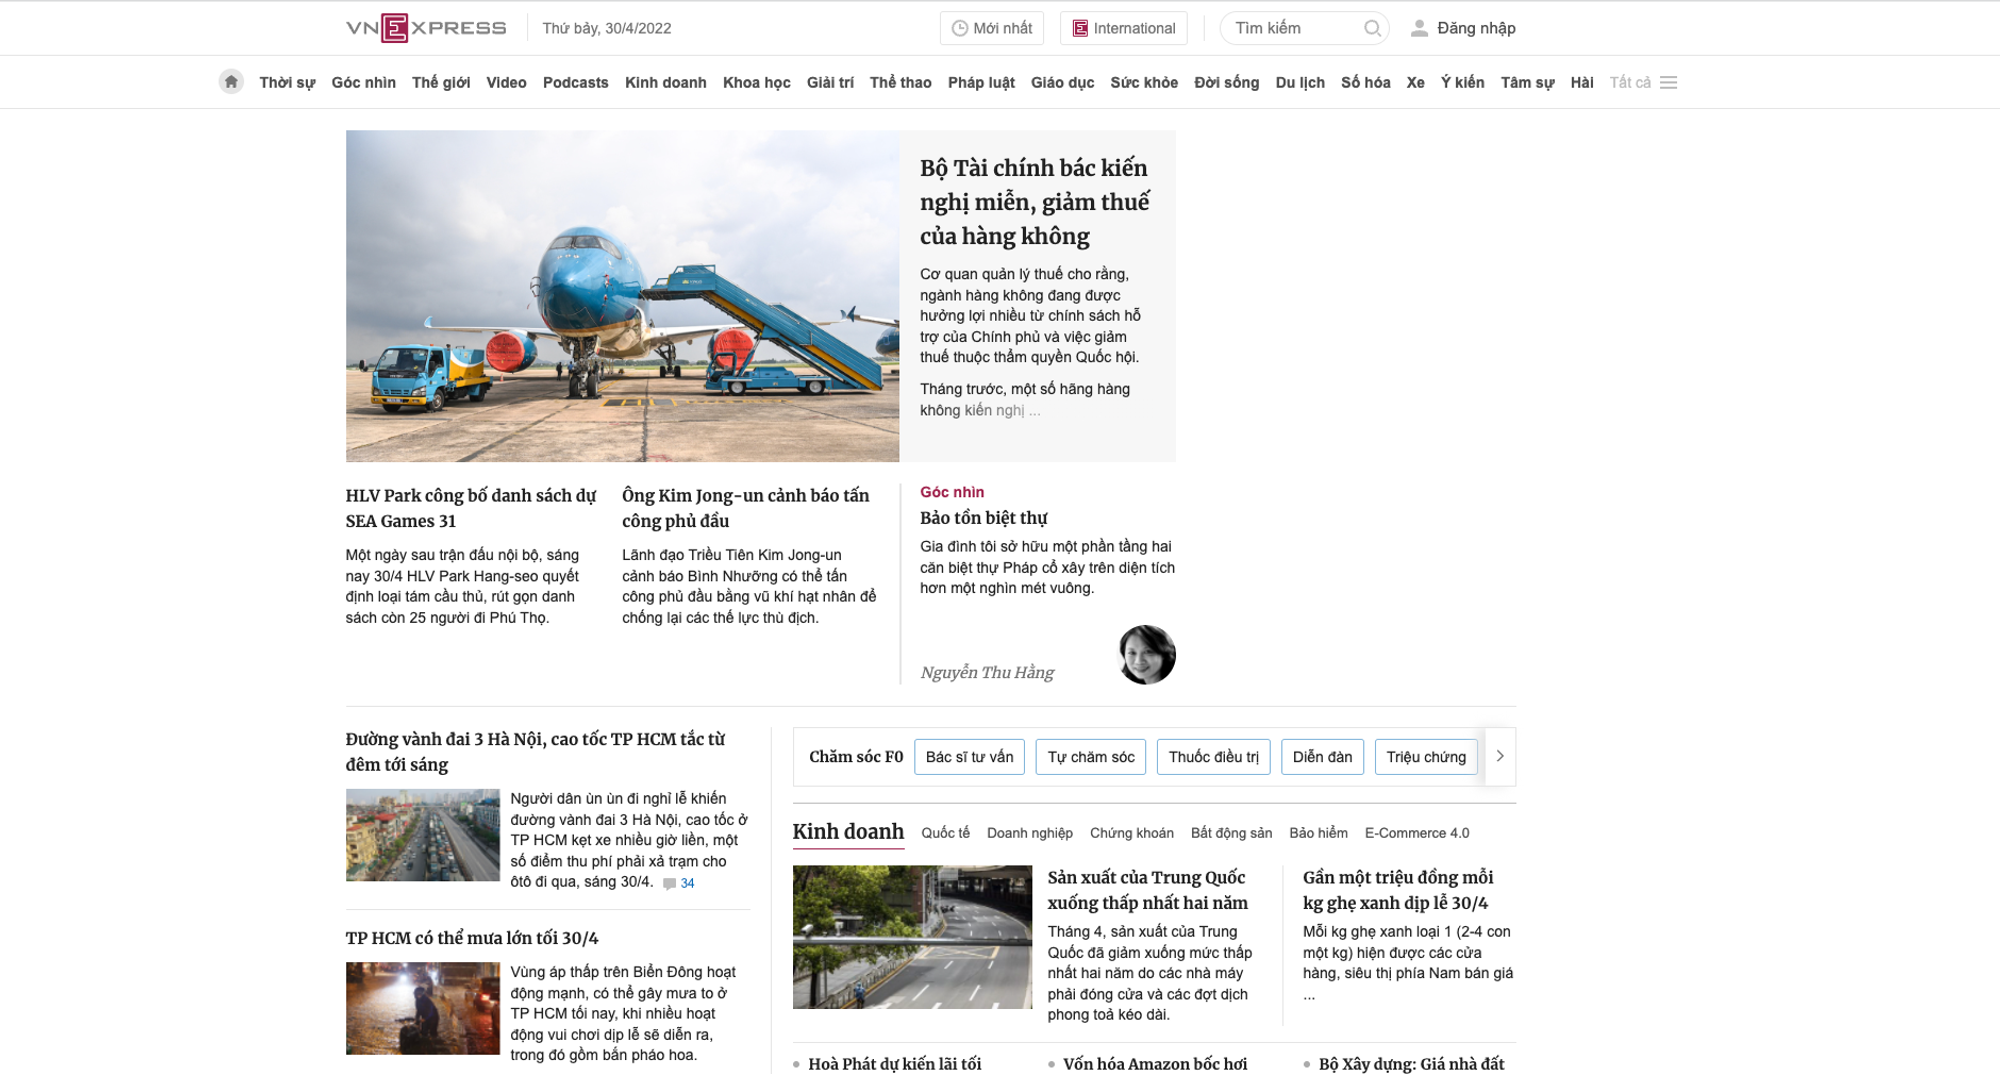 VNEXPRESS
Thứ bảy, 30/4/2022
Mới nhất
International
Tìm kiếm
Đăng nhập
Thời sự Góc nhìn Thế giới Video Podcasts Kinh doanh Khoa học Giải trí Thể thao Pháp luật Giáo dục Sức khỏe Đời sống Du lịch Số hóa Xe Ý kiến Tâm sự Hài Tất cả
Bộ Tài chính bác kiến
nghị miễn, giảm thuế
của hàng không
Cơ quan quản lý thuế cho rằng,
ngành hàng không đang được
hưởng lợi nhiều từ chính sách hỗ
trợ của Chính phủ và việc giảm
thuế thuộc thẩm quyền Quốc hội.
Tháng trước, một số hãng hàng
không kiến nghị ...
HLV Park công bố danh sách dự
SEA Games 31
Một ngày sau trận đấu nội bộ, sáng
nay 30/4 HLV Park Hang-seo quyết
định loại tám cầu thủ, rút gọn danh
sách còn 25 người đi Phú Thọ.
Ông Kim Jong-un cảnh báo tấn
công phủ đầu
Lãnh đạo Triều Tiên Kim Jong-un
cảnh báo Bình Nhưỡng có thể tấn
công phủ đầu bằng vũ khí hạt nhân để
chống lại các thế lực thù địch.
Góc nhìn
Bảo tồn biệt thự
Gia đình tôi sở hữu một phần tầng hai
căn biệt thự Pháp cổ xây trên diện tích
hơn một nghìn mét vuông.
Nguyễn Thu Hằng
Đường vành đai 3 Hà Nội, cao tốc TP HCM tắc từ
đêm tới sáng
Người dân ùn ùn đi nghỉ lễ khiến
đường vành đai 3 Hà Nội, cao tốc ở
TP HCM kẹt xe nhiều giờ liền, một
số điểm thu phí phải xả trạm cho
ôtô đi qua, sáng 30/4. 34
TP HCM có thể mưa lớn tối 30/4
Vùng áp thấp trên Biển Đông hoạt
động mạnh, có thể gây mưa to ở
TP HCM tối nay, khi nhiều hoạt
động vui chơi dịp lễ sẽ diễn ra,
trong đó gồm bắn pháo hoa.
Chăm sóc F0 Bác sĩ tư vấn Tự chăm sóc Thuốc điều trị Diễn đàn Triệu chứng
Kinh doanh Quốc tế Doanh nghiệp Chứng khoán Bất động sản Bảo hiểm E-Commerce 4.0
Sản xuất của Trung Quốc
xuống thấp nhất hai năm
Tháng 4, sản xuất của Trung
Quốc đã giảm xuống mức thấp
nhất hai năm do các nhà máy
phải đóng cửa và các đợt dịch
phong toả kéo dài.
Gần một triệu đồng mỗi
kg ghẹ xanh dịp lễ 30/4
Mỗi kg ghẹ xanh loại 1 (2-4 con
một kg) hiện được các cửa
hàng, siêu thị phía Nam bán giá
...
Hoà Phát dự kiến lãi tối
Vốn hóa Amazon bốc hơi
Bộ Xây dựng: Giá nhà đất